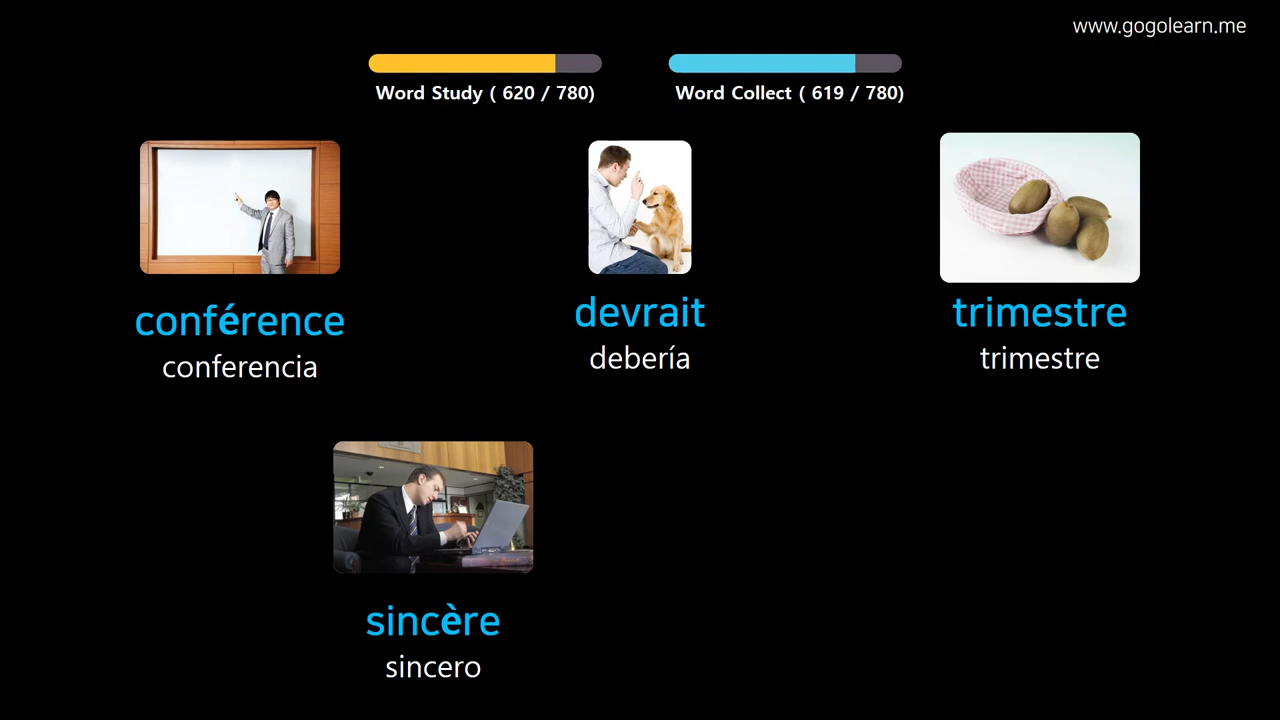 www.gogolearn.me
Word Study ( 620 / 780)
Word Collect ( 619 / 780)
conférence
conferencia
devrait
debería
trimestre
trimestre
sincère
sincero